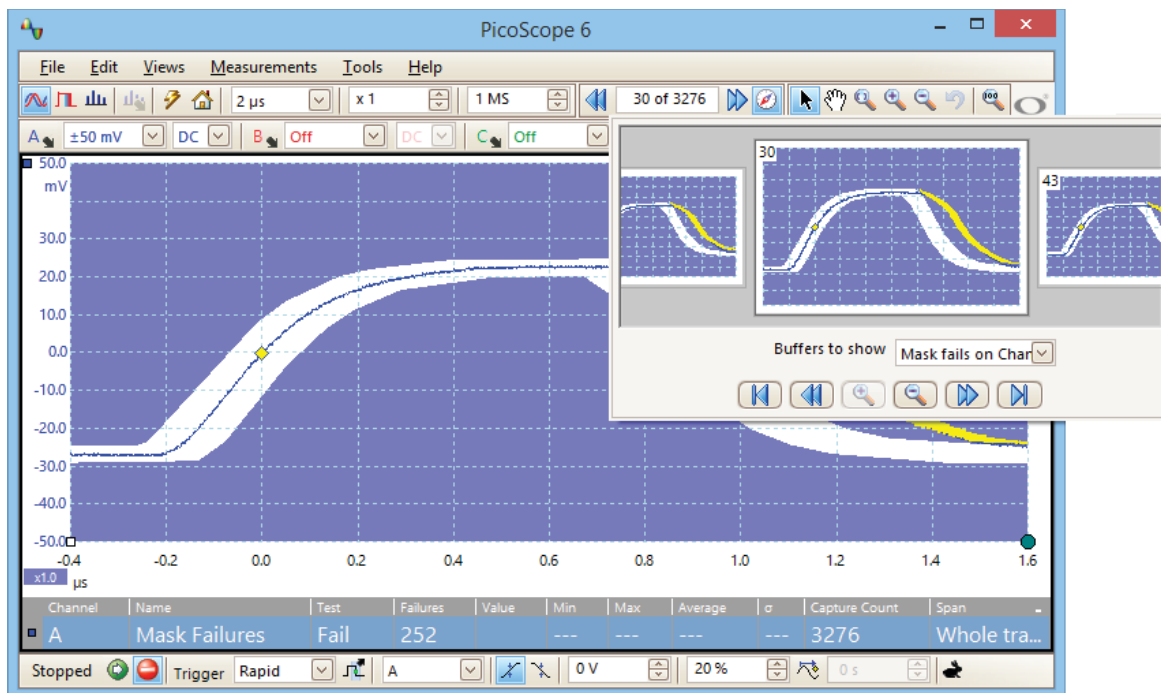 PicoScope 6
File Edit Views Measurements Tools Help
2 µs x 1 1 MS 30 of 3276
A ±50 mV DC B Off DC C Off
50.0
mV
30.0
20.0
10.0
0.0
-10.0
-20.0
-30.0
-40.0
-50.0
-0.4 -0.2 0.0 0.2 0.4 0.6 0.8 1.0 1.2 1.4 1.6
x1.0 µs
30
43
Buffers to show Mask fails on Chan
Channel Name Test Failures Value Min Max Average σ Capture Count Span
A Mask Failures Fail 252 --- --- --- --- 3276 Whole tra...
Stopped Trigger Rapid A 0 V 20 % 0 s